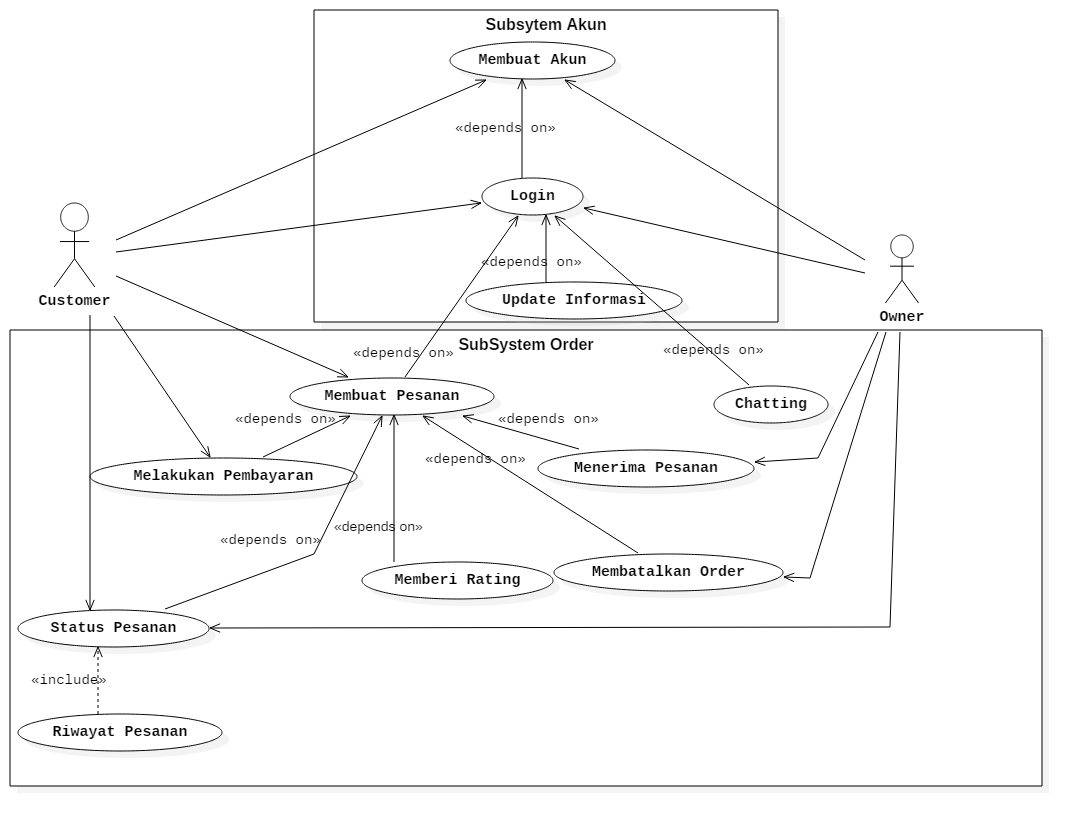 Subsytem Akun
Membuat Akun
«depends on»
Login
«depends on»
Customer
Update Informasi
Owner
SubSystem Order
«depends on»
«depends on»
Membuat Pesanan
Chatting
«depends on»
«depends on»
«depends on»
Melakukan Pembayaran
Menerima Pesanan
«depends on»
«depends on»
Memberi Rating
Membatalkan Order
Status Pesanan
«include»
Riwayat Pesanan